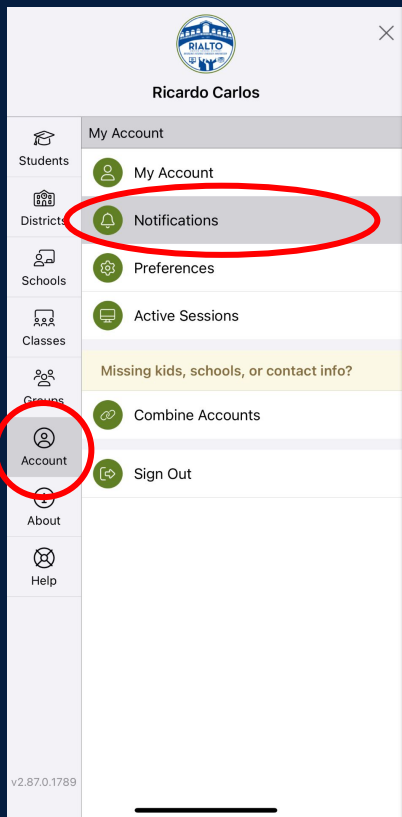 RIALTO
Ricardo Carlos
My Account
Students
My Account
Districts
Notifications
Schools
Preferences
Classes
Active Sessions
Missing kids, schools, or contact info?
Groups
Combine Accounts
Account
Sign Out
About
Help
v2.87.0.1789